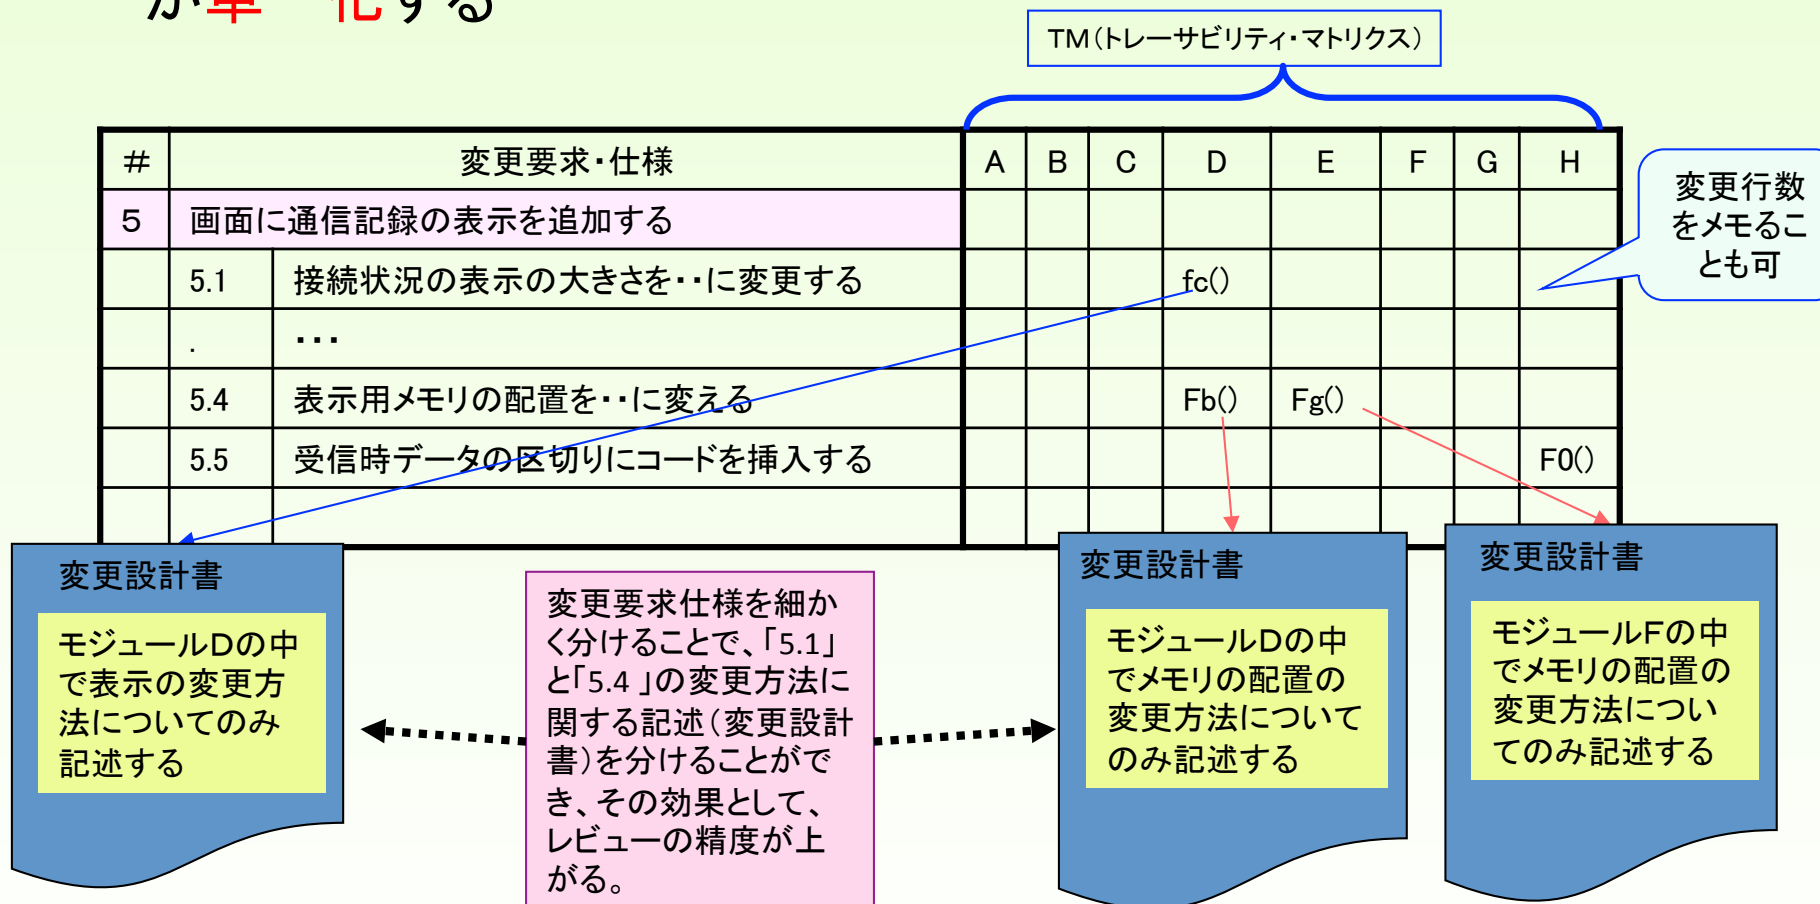 が単一化する
TM(トレーサビリティ・マトリクス)
# 変更要求・仕様 A B C D E F G H
5 画面に通信記録の表示を追加する
5.1 接続状況の表示の大きさを・・に変更する fc()
. ・・・
5.4 表示用メモリの配置を・・に変える Fb() Fg()
5.5 受信時データの区切りにコードを挿入する F0()
変更行数
をメモるこ
とも可
変更設計書
モジュールDの中
で表示の変更方
法についてのみ
記述する
変更要求仕様を細か
く分けることで、「5.1」
と「5.4 」の変更方法に
関する記述(変更設計
書)を分けることがで
き、その効果として、
レビューの精度が上
がる。
変更設計書
モジュールDの中
でメモリの配置の
変更方法について
のみ記述する
変更設計書
モジュールFの中
でメモリの配置の
変更方法につい
てのみ記述する